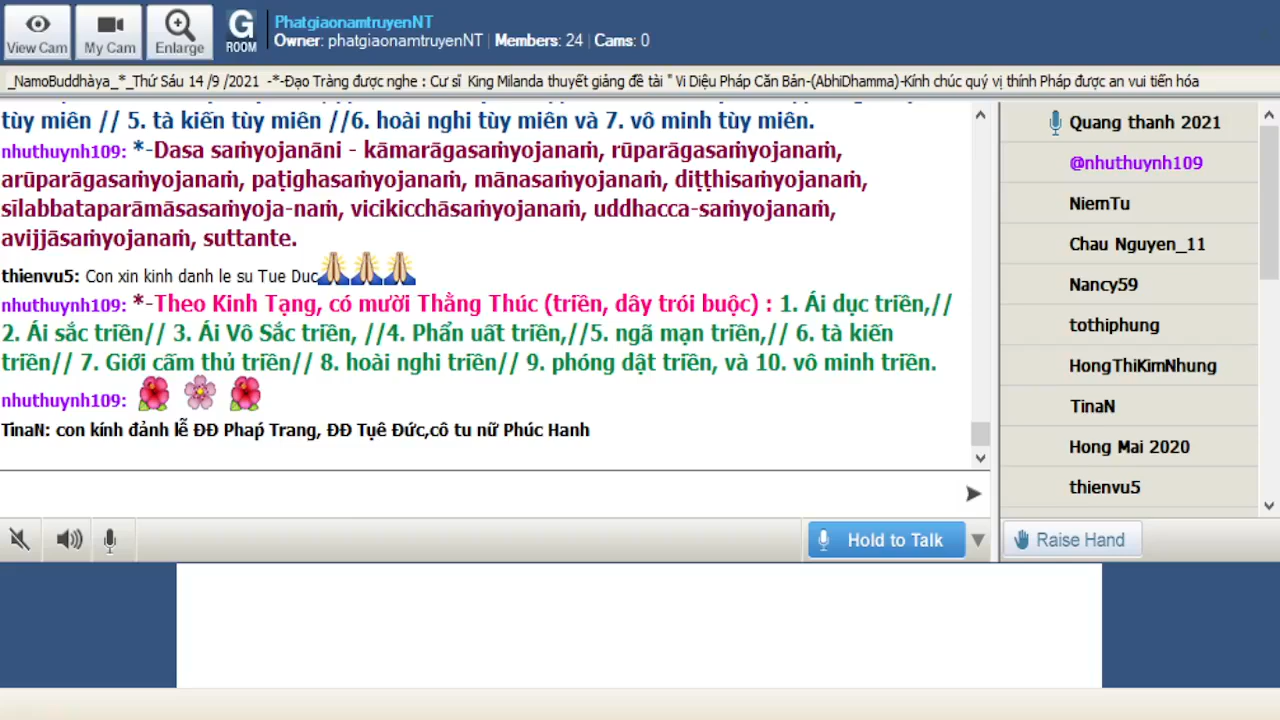 View Cam
My Cam
Enlarge
G
ROOM
PhatgiaonamtruyenNT
Owner: phatgiaonamtruyenNT | Members: 24 | Cams: 0
_NamoBuddhàya_*_Thứ Sáu 14 /9 /2021 -*-Đạo Tràng được nghe : Cư sĩ King Milanda thuyết giảng đề tài " Vi Diệu Pháp Căn Bản-(AbhiDhamma)-Kính chúc quý vị thính Pháp được an vui tiến hóa
tùy miên // 5. tà kiến tùy miên //6. hoài nghi tùy miên và 7. vô minh tùy miên.
nhuthuynh109: *-Dasa saṁyojanāni - kāmarāgasaṁyojanaṁ, rūparāgasaṁyojanaṁ,
arūparāgasaṁyojanaṁ, paṭighasaṁyojanaṁ, mānasaṁyojanaṁ, diṭṭhisaṁyojanaṁ,
sīlabbataparāmāsasaṁyoja-naṁ, vicikicchāsaṁyojanaṁ, uddhacca-saṁyojanaṁ,
avijjāsaṁyojanaṁ, suttante.
thienvu5: Con xin kinh danh le su Tue Duc
nhuthuynh109: *-Theo Kinh Tạng, có mười Thằng Thúc (triền, dây trói buộc) : 1. Ái dục triền,//
2. Ái sắc triền// 3. Ái Vô Sắc triền, //4. Phẩn uất triền,//5. ngã mạn triền,// 6. tà kiến
triền// 7. Giới cấm thủ triền// 8. hoài nghi triền// 9. phóng dật triền, và 10. vô minh triền.
nhuthuynh109:
TinaN: con kính đảnh lễ ĐĐ Phaṕ Trang, ĐĐ Tụê Đức,cô tu nữ Phúc Hanh
Quang thanh 2021
@nhuthuynh109
NiemTu
Chau Nguyen_11
Nancy59
tothiphung
HongThiKimNhung
TinaN
Hong Mai 2020
thienvu5
Hold to Talk
Raise Hand